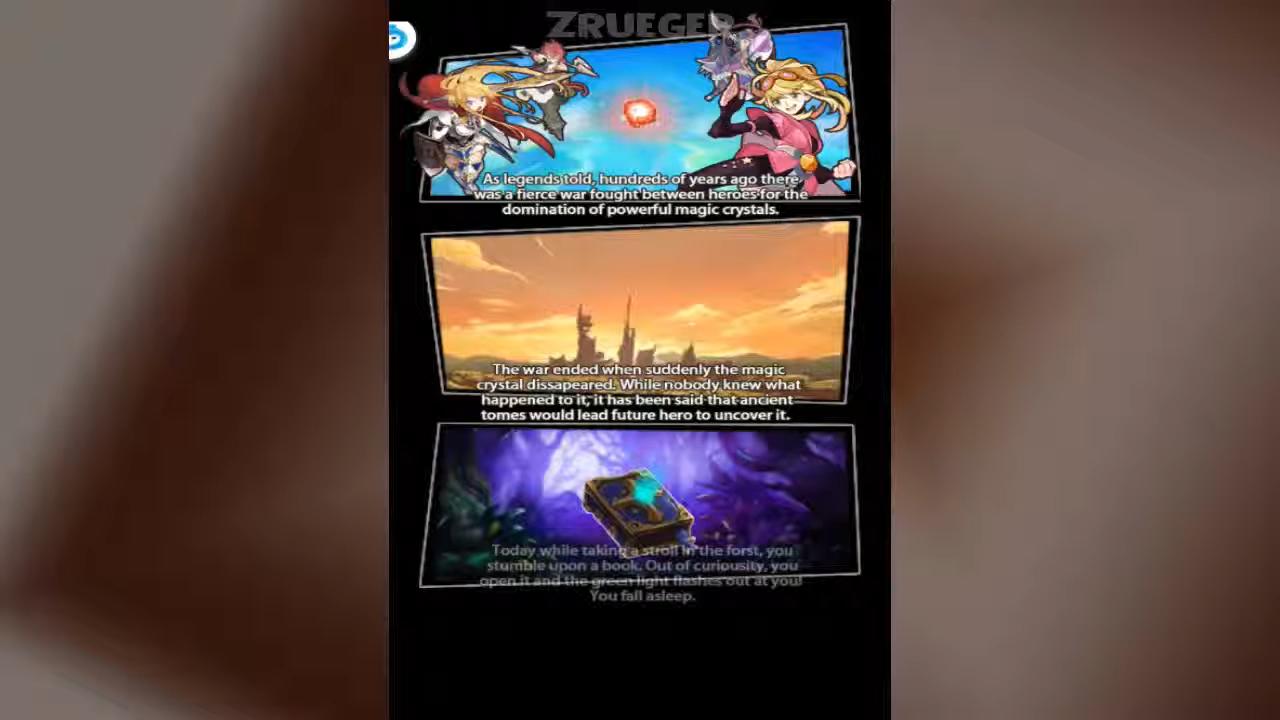 ZRUEGER
As legends told, hundreds of years ago there
was a fierce war fought between heroes for the
domination of powerful magic crystals.
The war ended when suddenly the magic
crystal dissapeared. While nobody knew what
happened to it, it has been said that ancient
tomes would lead future hero to uncover it.
Today while taking a stroll in the forst, you
stumble upon a book. Out of curiousity, you
open it and the green light flashes out at you!
You fall asleep.